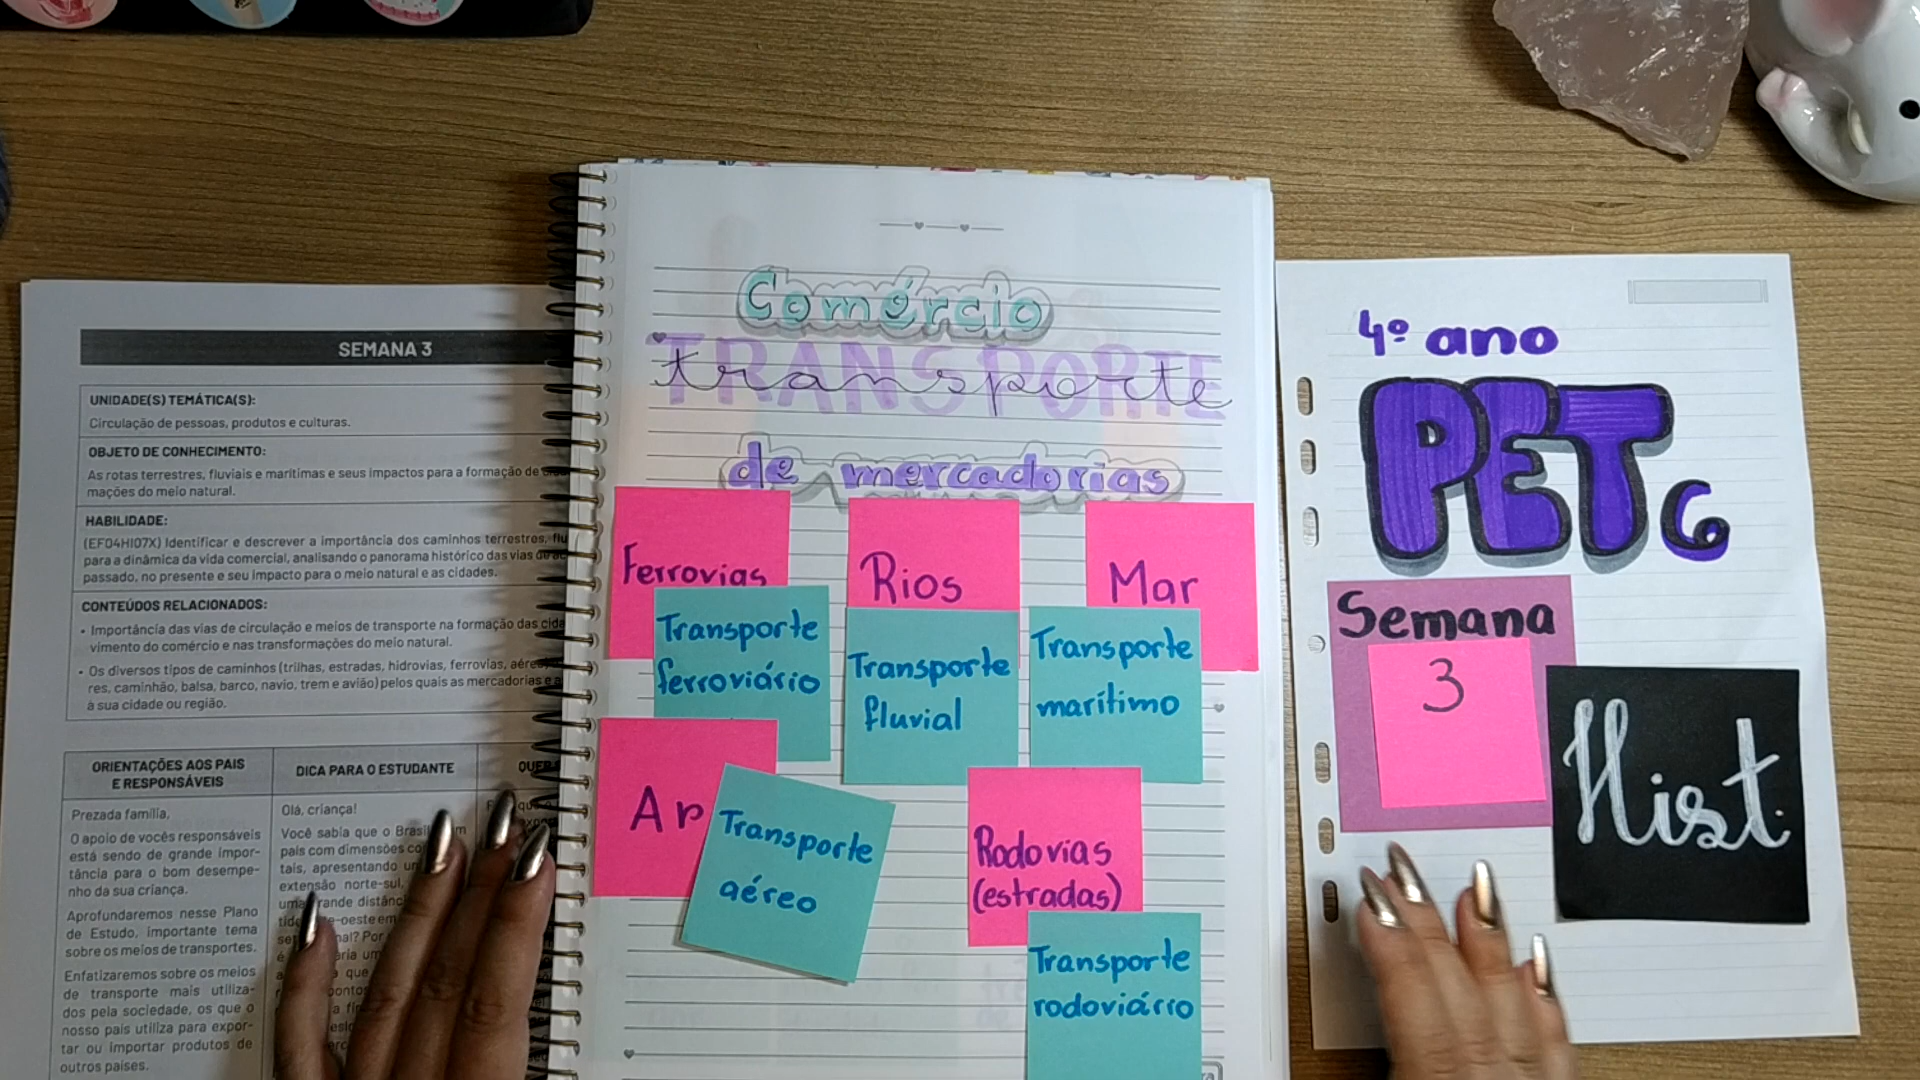 SEMANA 3
UNIDADE(S) TEMÁTICA(S):
Circulação de pessoas, produtos e culturas.
OBJETO DE CONHECIMENTO:
As rotas terrestres, fluviais e marítimas e seus impactos para a formação de
mações do meio natural.
HABILIDADE:
(EF04HI07X) Identificar e descrever a importância dos caminhos terrestres,
para a dinâmica da vida comercial, analisando o panorama histórico das vias
passado, no presente e seu impacto para o meio natural e as cidades.
CONTEÚDOS RELACIONADOS:
• Importância das vias de circulação e meios de transporte na formação das
vimento do comércio e nas transformações do meio natural.
• Os diversos tipos de caminhos (trilhas, estradas, hidrovias, ferrovias,
res, caminhão, balsa, barco, navio, trem e avião) pelos quais as mercadorias e
à sua cidade ou região.
ORIENTAÇÕES AOS PAIS
E RESPONSÁVEIS
Prezada família,
O apoio de vocês responsáveis
está sendo de grande impor-
tância para o bom desempe-
nho da sua criança.
Aprofundaremos nesse Plano
de Estudo, importante tema
sobre os meios de transportes.
Enfatizaremos sobre os meios
de transporte mais utiliza-
dos pela sociedade, os que o
nosso país utiliza para expor-
tar ou importar produtos de
outros países.
DICA PARA O ESTUDANTE
Olá, criança!
Você sabia que o Brasil
país com dimensões
tais, apresentando
extensão norte-sul,
Comércio
TRANSPORTE
transporte
de mercadorias
Ferrovias
Transporte
ferroviário
Rios
Transporte
fluvial
Mar
Transporte
marítimo
Ar
Transporte
aéreo
Rodovias
(estradas)
Transporte
rodoviário
4º ano
PET 6
Semana
3
Hist.